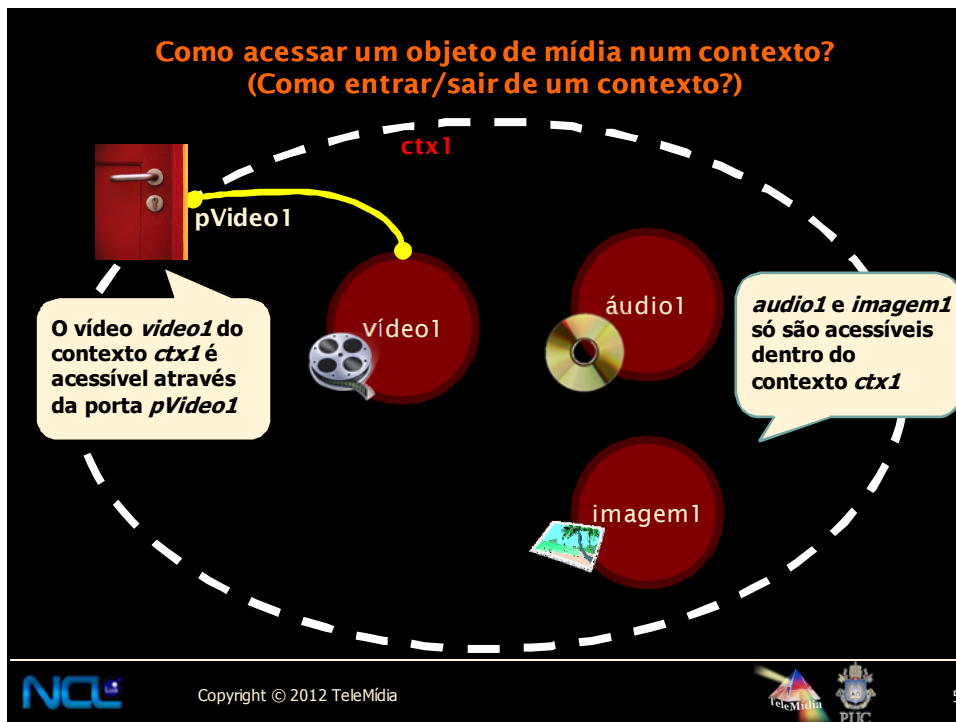 Como acessar um objeto de mídia num contexto?
(Como entrar/sair de um contexto?)
ctx1
pVideo1
vídeo1
áudio1
imagem1
O vídeo video1 do
contexto ctx1 é
acessível através
da porta pVideo1
audio1 e imagem1
só são acessíveis
dentro do
contexto ctx1
NCL
Copyright © 2012 TeleMídia
TeleMídia
PUC
5